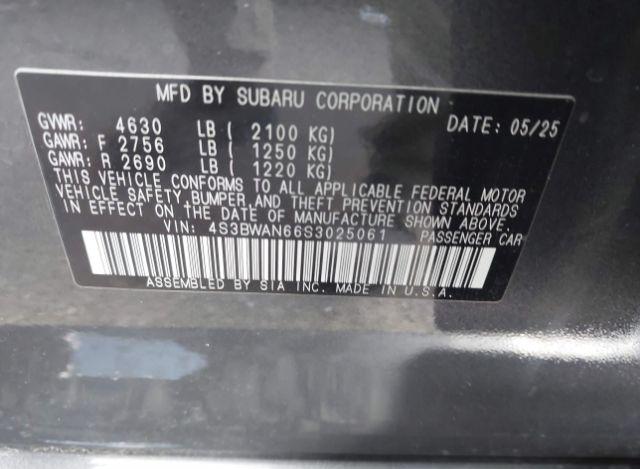 MFD BY SUBARU CORPORATION
DATE: 05/25
GVWR: 4630 LB ( 2100 KG)
GAWR: F 2756 LB ( 1250 KG)
GAWR: R 2690 LB ( 1220 KG)
THIS VEHICLE CONFORMS TO ALL APPLICABLE FEDERAL MOTOR
VEHICLE SAFETY,BUMPER,AND THEFT PREVENTION STANDARDS
IN EFFECT ON THE DATE OF MANUFACTURE SHOWN ABOVE.
VIN: 4S3BWAN66S3025061 PASSENGER CAR
ASSEMBLED BY SIA INC. MADE IN U.S.A.